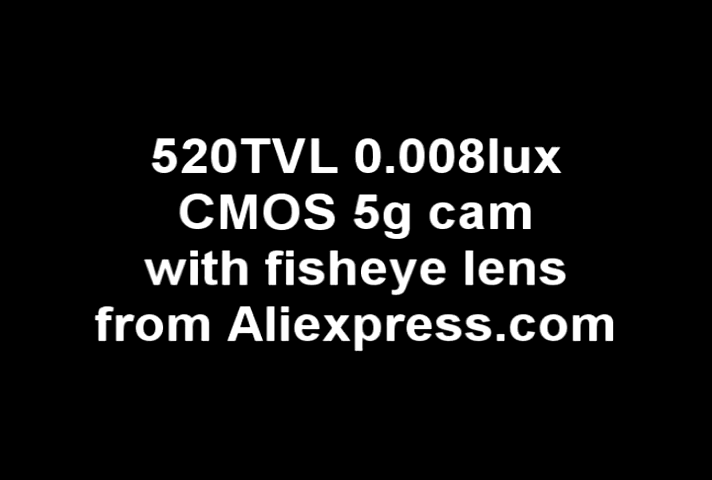 520TVL 0.008lux
CMOS 5g cam
with fisheye lens
from Aliexpress.com